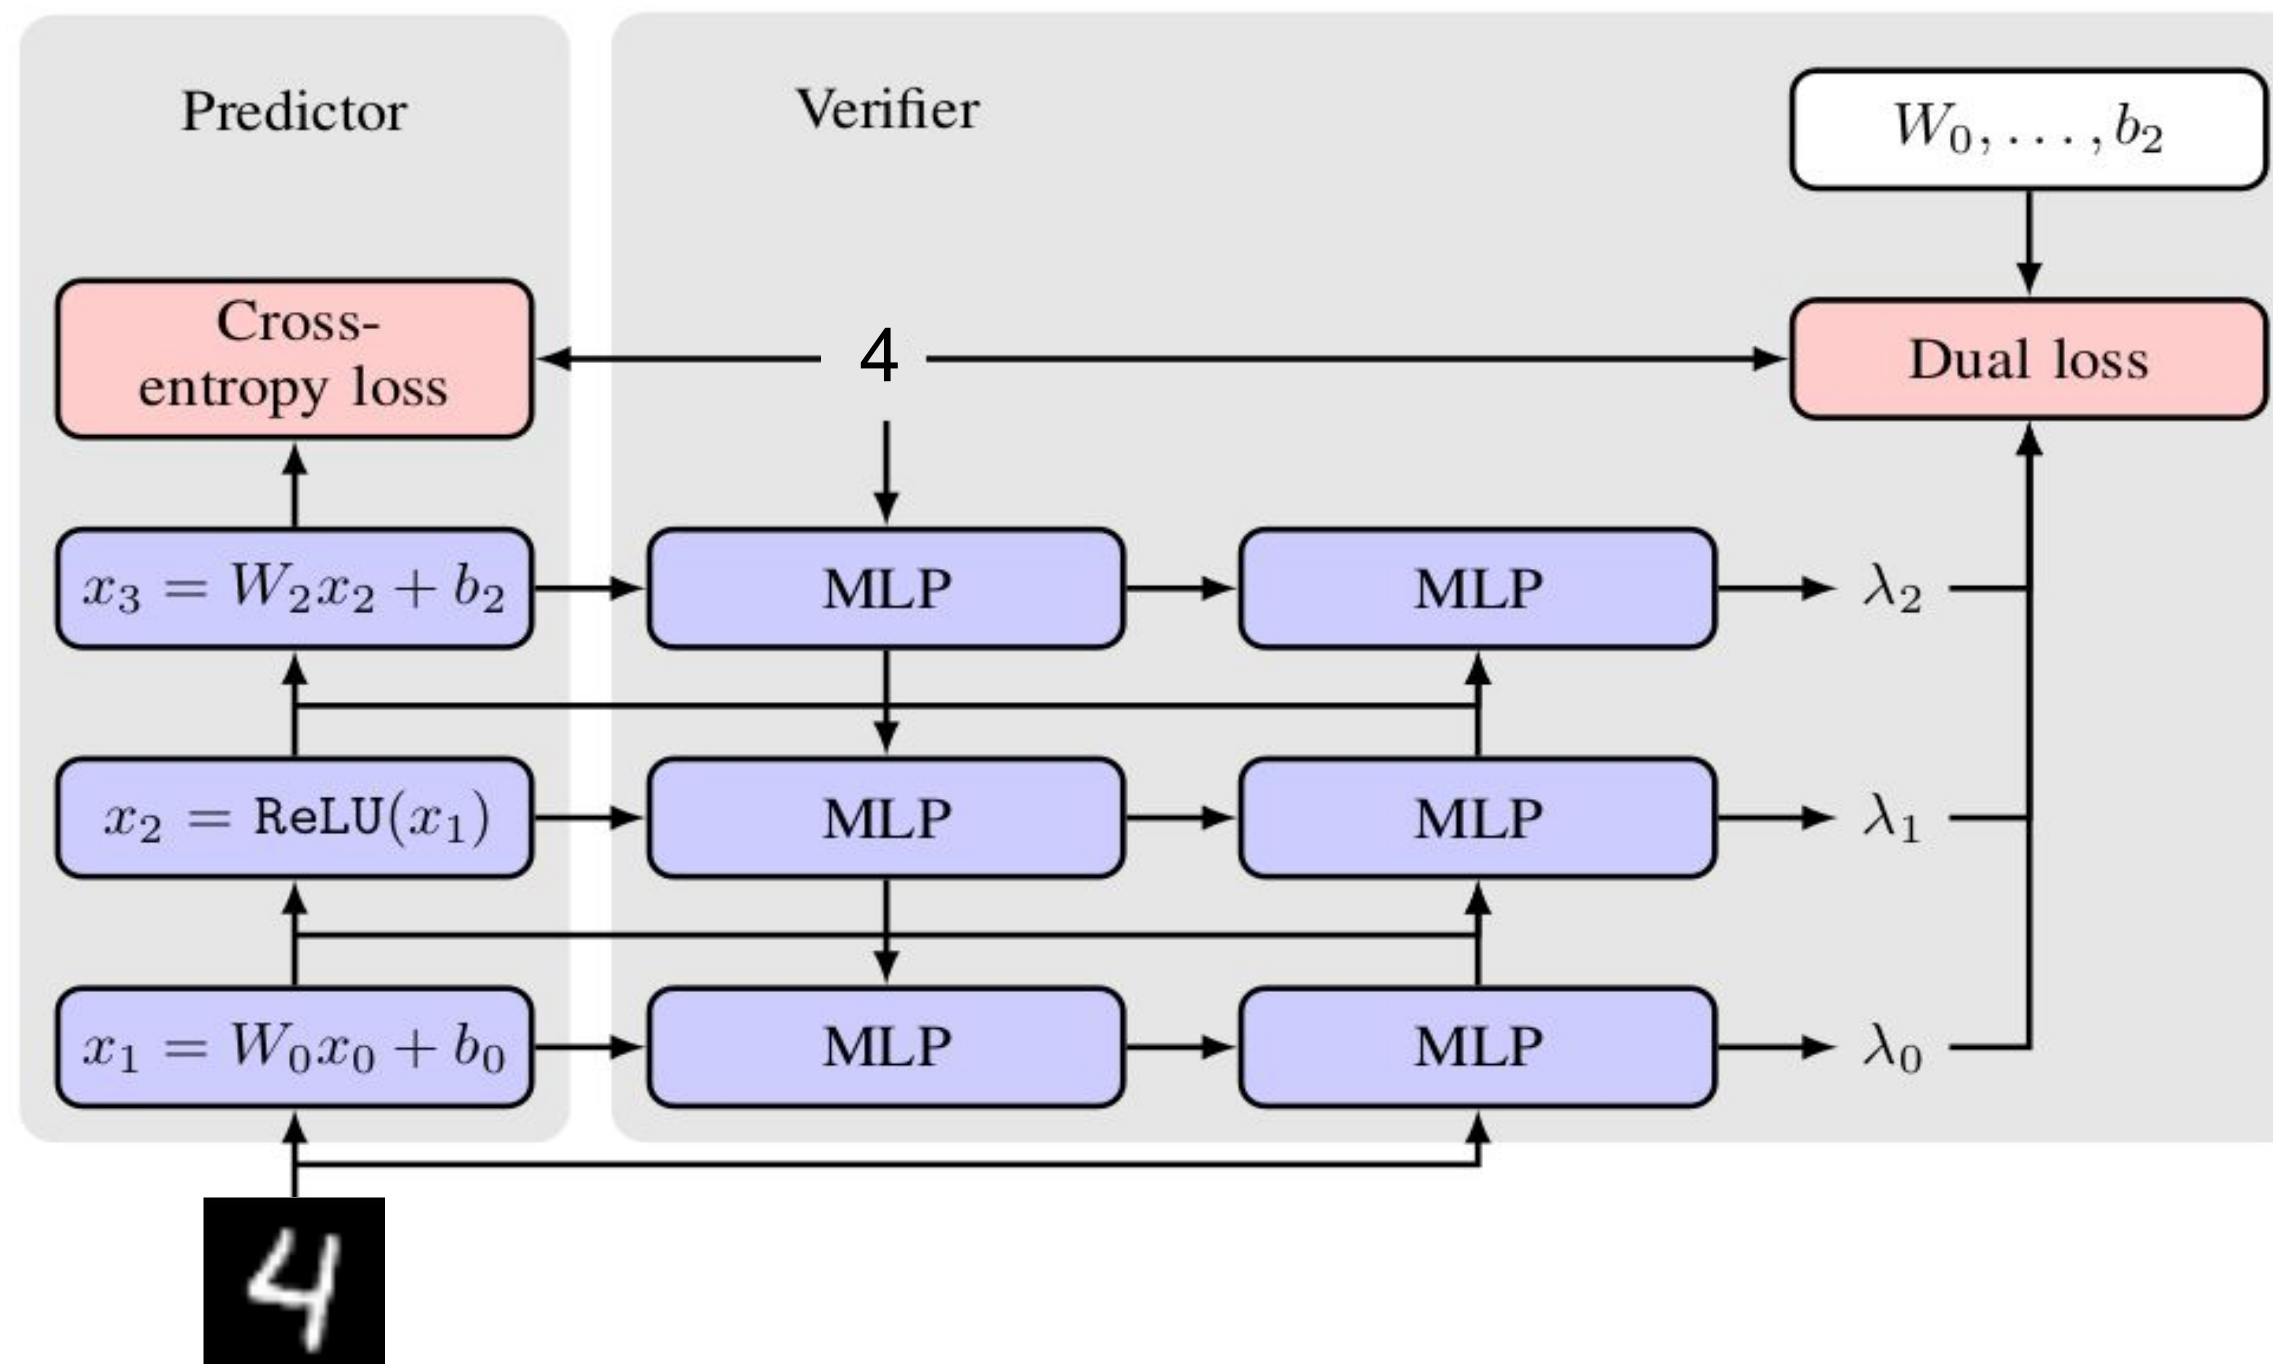 Predictor
Verifier
W₀, . . . , b₂
Cross-
entropy loss
4
Dual loss
x₃ = W₂x₂ + b₂
MLP
MLP
λ₂
x₂ = ReLU(x₁)
MLP
MLP
λ₁
x₁ = W₀x₀ + b₀
MLP
MLP
λ₀
4